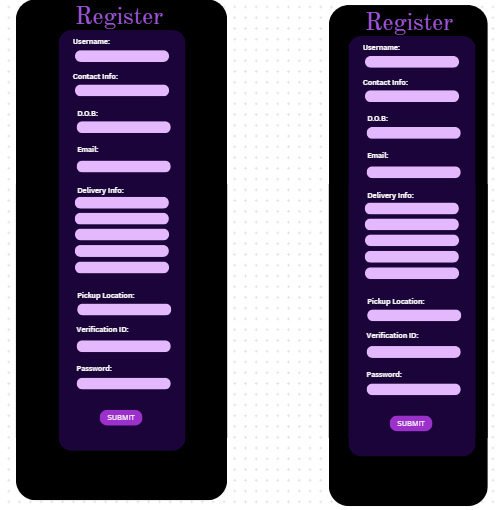 Register
Username:
Contact Info:
D.O.B:
Email:
Delivery Info:
Pickup Location:
Verification ID:
Password:
SUBMIT
Register
Username:
Contact Info:
D.O.B:
Email:
Delivery Info:
Pickup Location:
Verification ID:
Password:
SUBMIT